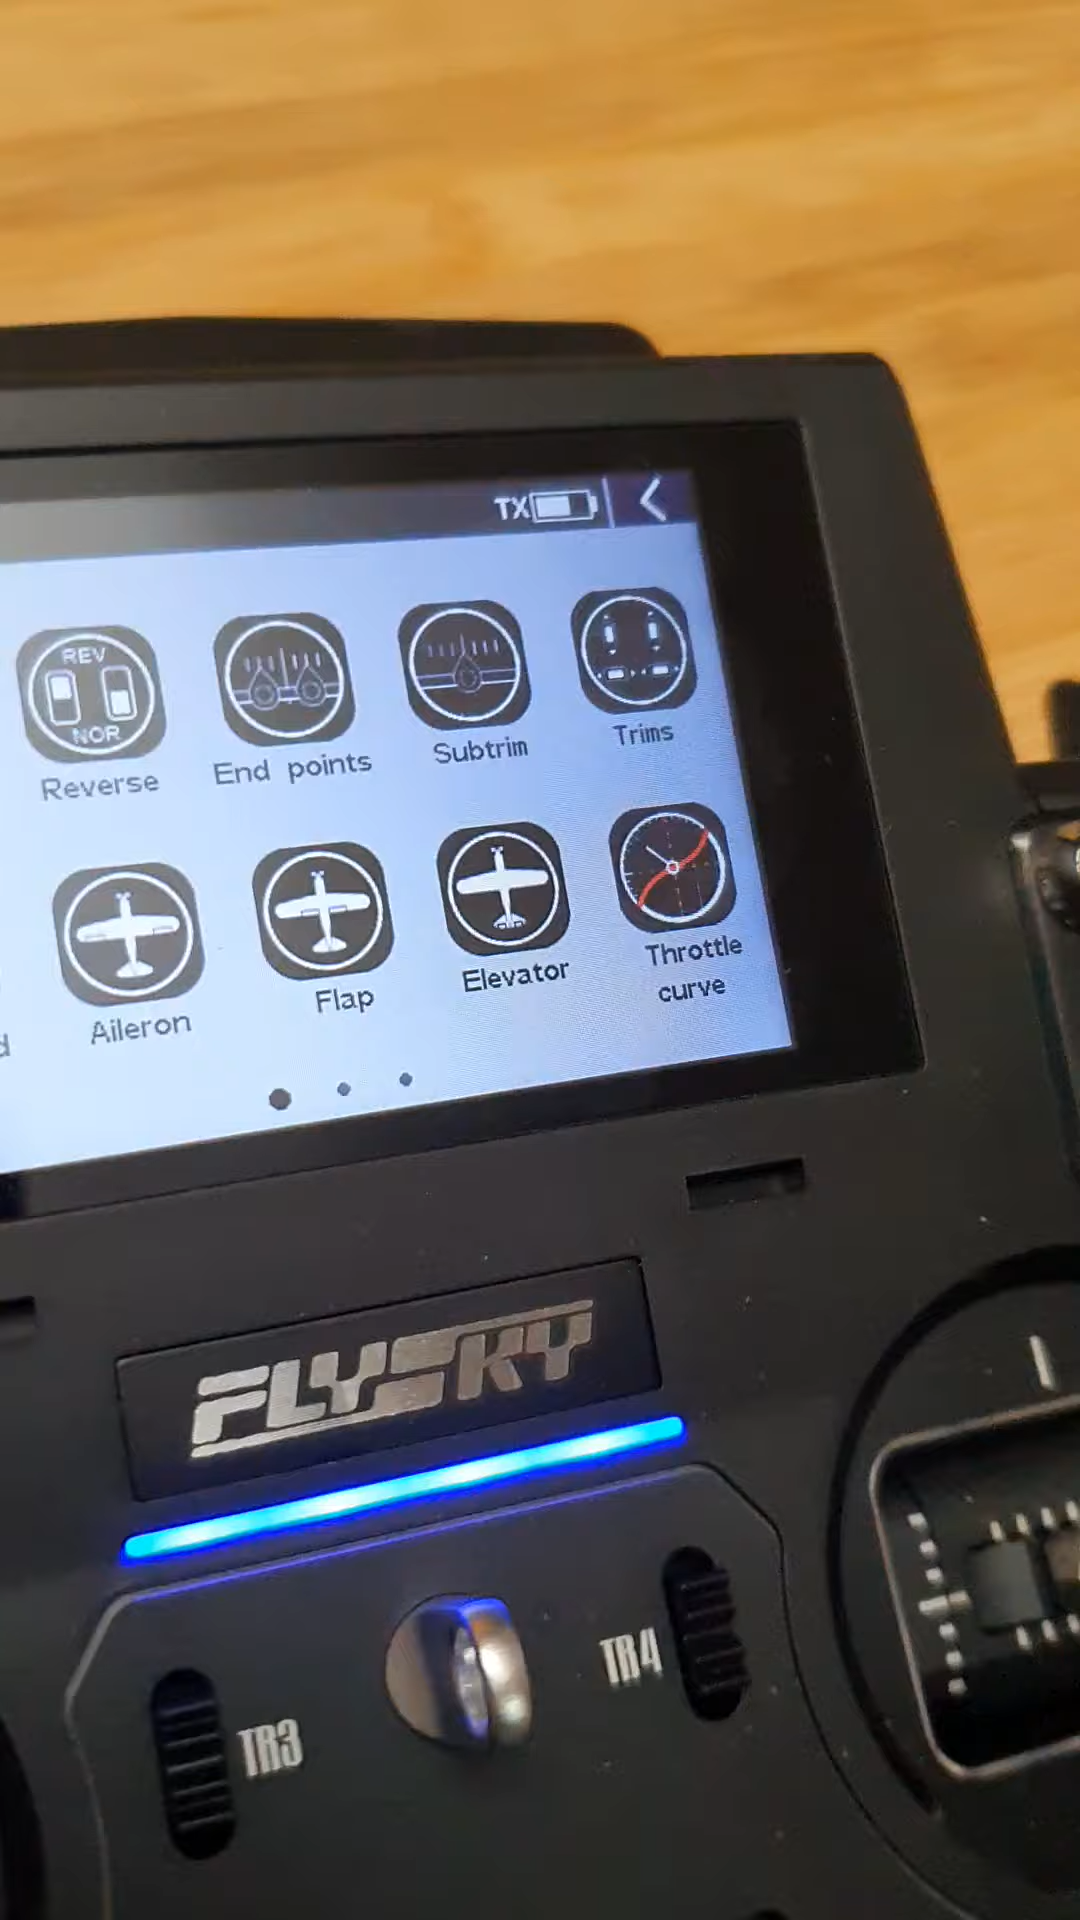 TX
REV
NOR
Reverse
End points
Subtrim
Trims
Aileron
Flap
Elevator
Throttle
curve
FLYSKY
TR3
TR4